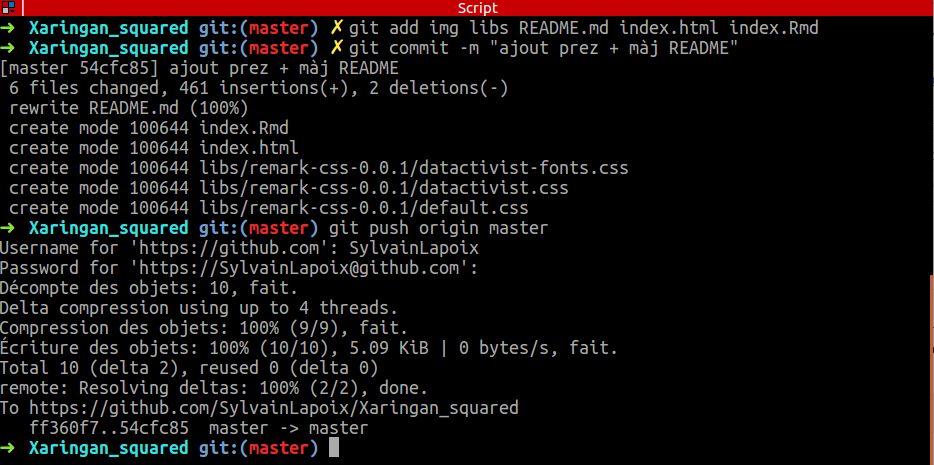 Script
➜ Xaringan_squared git:(master) ✗ git add img libs README.md index.html index.Rmd
➜ Xaringan_squared git:(master) ✗ git commit -m "ajout prez + màj README"
[master 54cfc85] ajout prez + màj README
6 files changed, 461 insertions(+), 2 deletions(-)
rewrite README.md (100%)
create mode 100644 index.Rmd
create mode 100644 index.html
create mode 100644 libs/remark-css-0.0.1/datactivist-fonts.css
create mode 100644 libs/remark-css-0.0.1/datactivist.css
create mode 100644 libs/remark-css-0.0.1/default.css
➜ Xaringan_squared git:(master) git push origin master
Username for 'https://github.com': SylvainLapoix
Password for 'https://SylvainLapoix@github.com':
Décompte des objets: 10, fait.
Delta compression using up to 4 threads.
Compression des objets: 100% (9/9), fait.
Écriture des objets: 100% (10/10), 5.09 KiB | 0 bytes/s, fait.
Total 10 (delta 2), reused 0 (delta 0)
remote: Resolving deltas: 100% (2/2), done.
To https://github.com/SylvainLapoix/Xaringan_squared
ff360f7..54cfc85 master -> master
➜ Xaringan_squared git:(master)